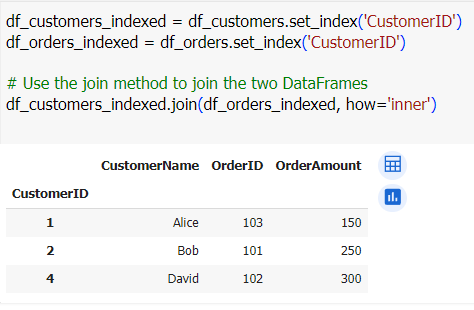 df_customers_indexed = df_customers.set_index('CustomerID')
df_orders_indexed = df_orders.set_index('CustomerID')
# Use the join method to join the two DataFrames
df_customers_indexed.join(df_orders_indexed, how='inner')
CustomerName OrderID OrderAmount
CustomerID
1 Alice 103 150
2 Bob 101 250
4 David 102 300